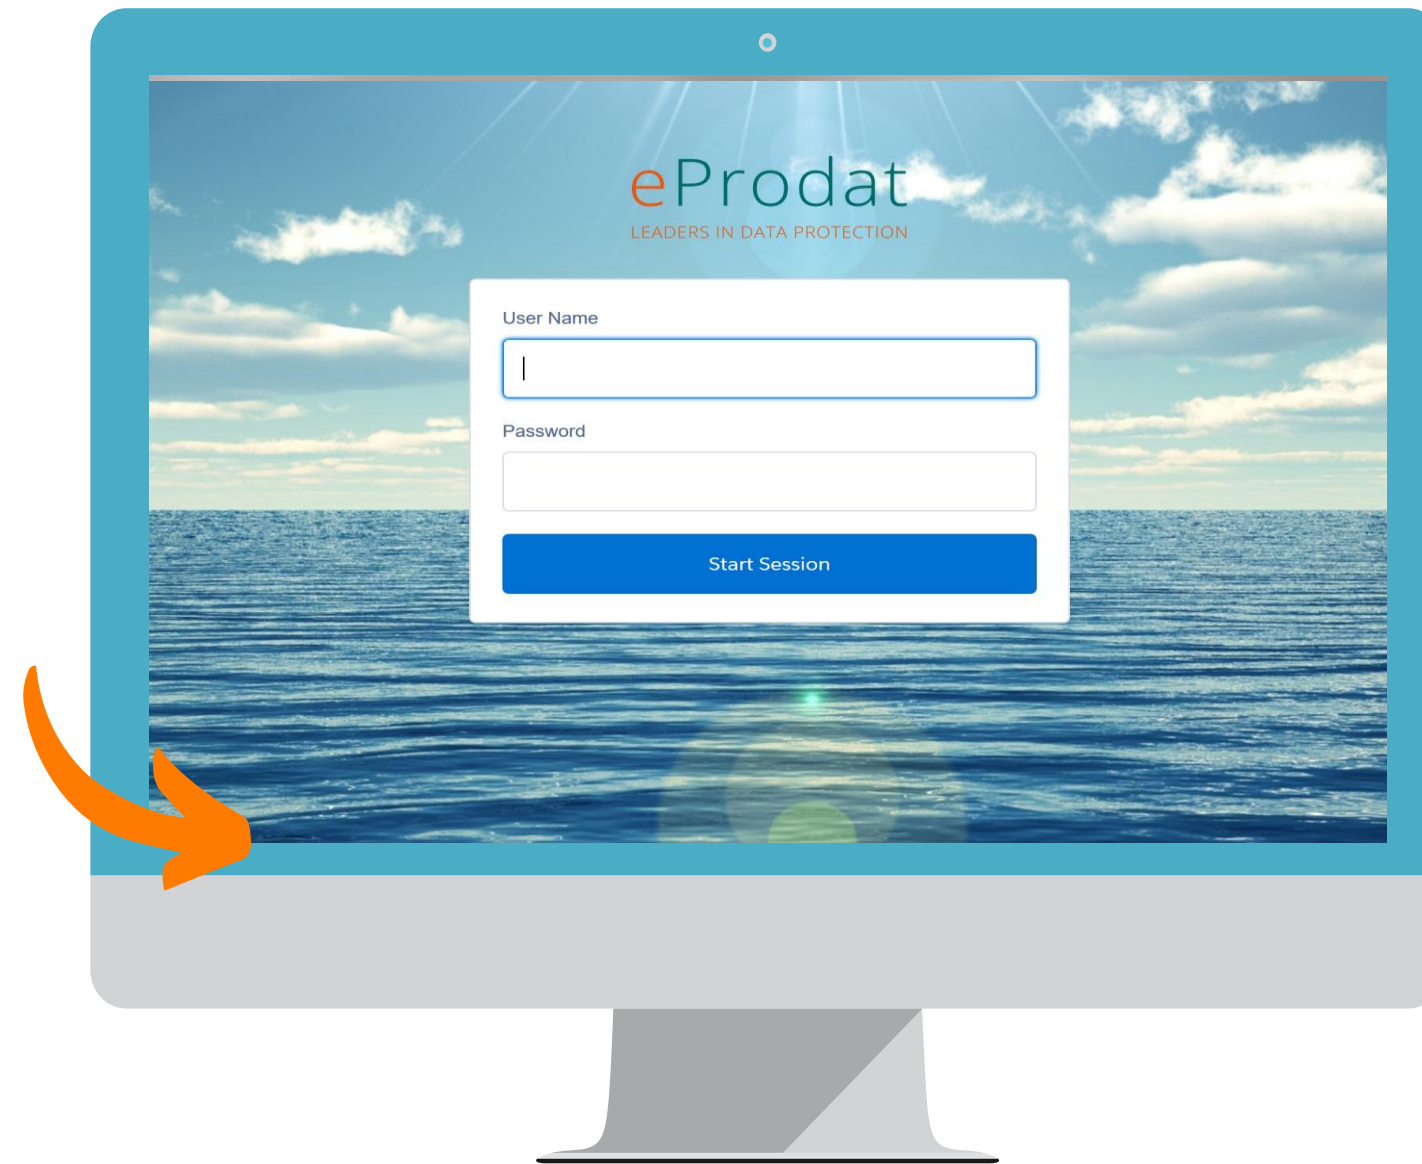 eProdat
LEADERS IN DATA PROTECTION
User Name
Password
Start Session